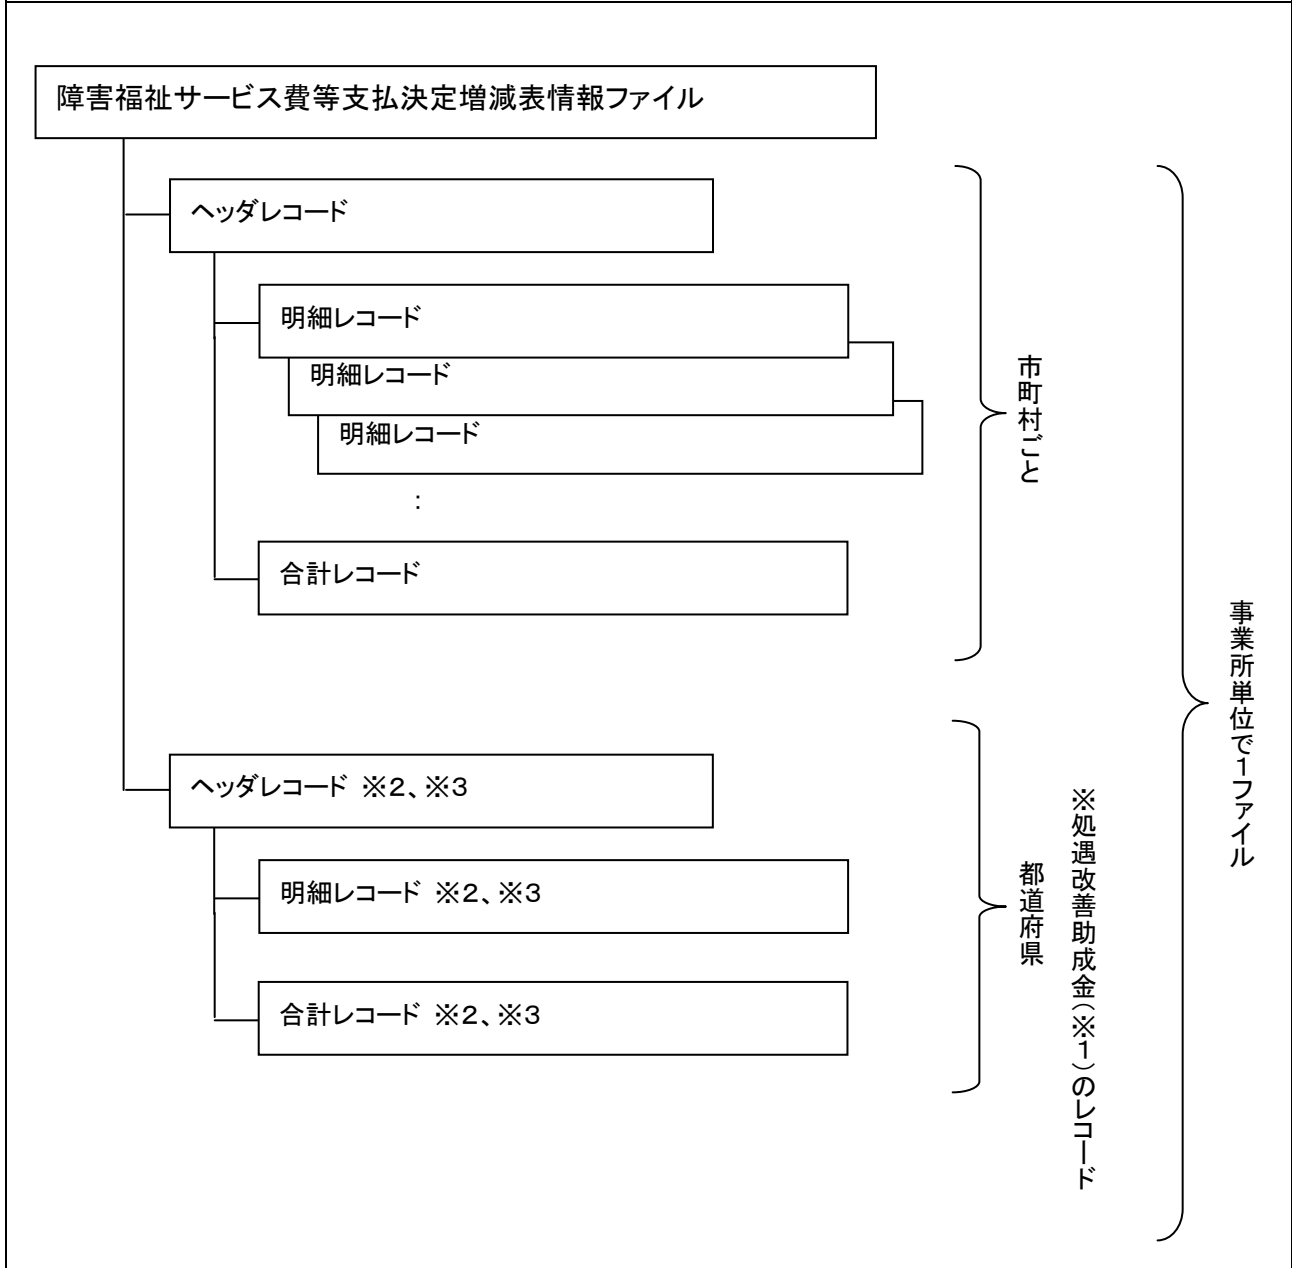 障害福祉サービス費等支払決定増減表情報ファイル
ヘッダレコード
明細レコード
明細レコード
明細レコード
:
合計レコード
市町村ごと
ヘッダレコード ※2、※3
明細レコード ※2、※3
合計レコード ※2、※3
都道府県
※処遇改善助成金(※1)のレコード
事業所単位で1ファイル